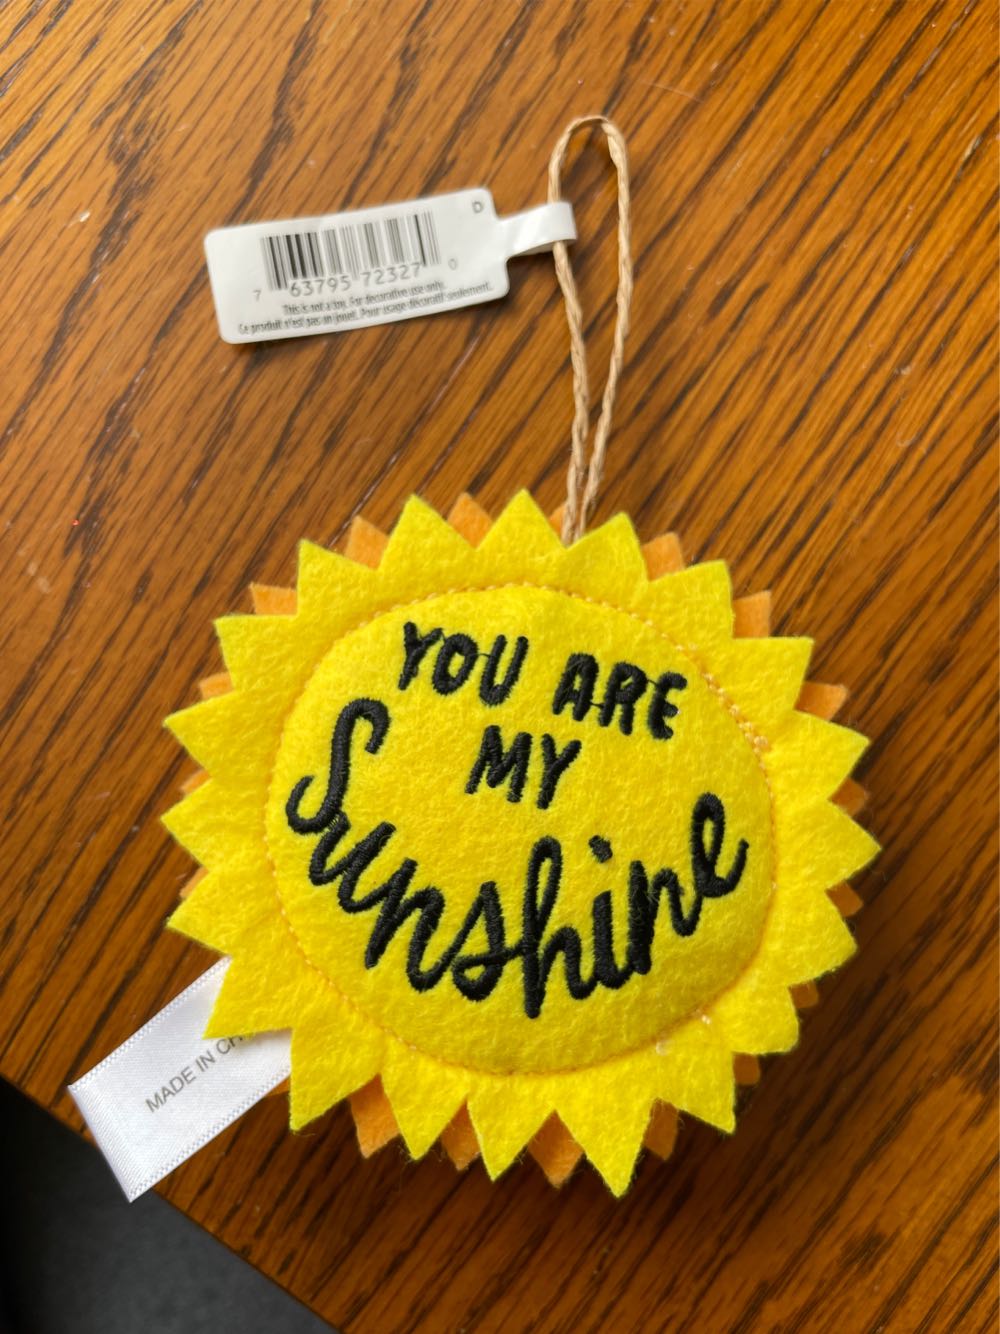 D
7 63795 72327 0
This is not a toy. For decorative use only.
Ce produit n'est pas un jouet. Pour usage décoratif seulement.
YOU ARE
MY
Sunshine
MADE IN CH